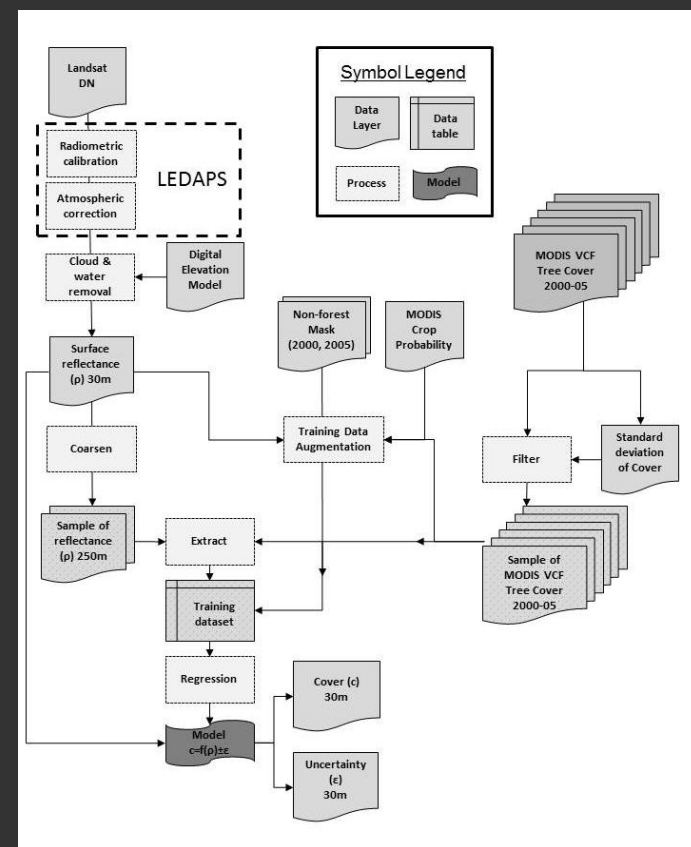 Landsat
DN
Radiometric
calibration
Atmospheric
correction
LEDAPS
Cloud &
water
removal
Digital
Elevation
Model
Surface
reflectance
(ρ) 30m
Coarsen
Sample of
reflectance
(ρ) 250m
Symbol Legend
Data
Layer
Data
table
Process
Model
Non-forest
Mask
(2000, 2005)
MODIS
Crop
Probability
Training Data
Augmentation
MODIS VCF
Tree Cover
2000-05
Filter
Standard
deviation
of Cover
Sample of
MODIS VCF
Tree Cover
2000-05
Extract
Training
dataset
Regression
Model
c=f(ρ)±ε
Cover (c)
30m
Uncertainty
(ε)
30m